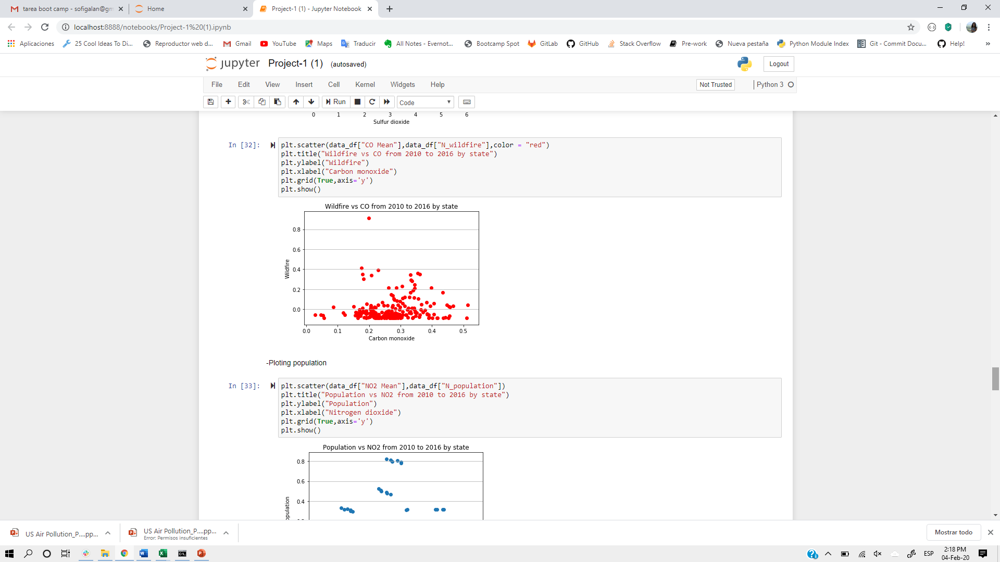 tarea boot camp - sofigalan@gm
Home
Project-1 (1) - Jupyter Notebook
localhost:8888/notebooks/Project-1%20(1).ipynb
Aplicaciones
25 Cool Ideas To Di...
Reproductor web d...
Gmail
YouTube
Maps
Traducir
All Notes - Evernot...
Bootcamp Spot
GitLab
GitHub
Stack Overflow
Pre-work
Nueva pestaña
Python Module Index
Git - Commit Docu...
Help!
»
jupyter Project-1 (1) (autosaved)
Logout
File Edit View Insert Cell Kernel Widgets Help
Not Trusted
Python 3
Run
Code
0 1 2 3 4 5 6
Sulfur dioxide
In [32]:
plt.scatter(data_df["CO Mean"],data_df["N_wildfire"],color = "red")
plt.title("Wildfire vs CO from 2010 to 2016 by state")
plt.ylabel("Wildfire")
plt.xlabel("Carbon monoxide")
plt.grid(True,axis='y')
plt.show()
Wildfire vs CO from 2010 to 2016 by state
0.8
0.6
0.4
0.2
0.0
Wildfire
0.0 0.1 0.2 0.3 0.4 0.5
Carbon monoxide
-Ploting population
In [33]:
plt.scatter(data_df["NO2 Mean"],data_df["N_population"])
plt.title("Population vs NO2 from 2010 to 2016 by state")
plt.ylabel("Population")
plt.xlabel("Nitrogen dioxide")
plt.grid(True,axis='y')
plt.show()
Population vs NO2 from 2010 to 2016 by state
0.8
0.6
0.4
opulation
US Air Pollution_P....pp...
US Air Pollution_P....pp...
Error: Permisos insuficientes
Mostrar todo
ESP
2:18 PM
04-Feb-20